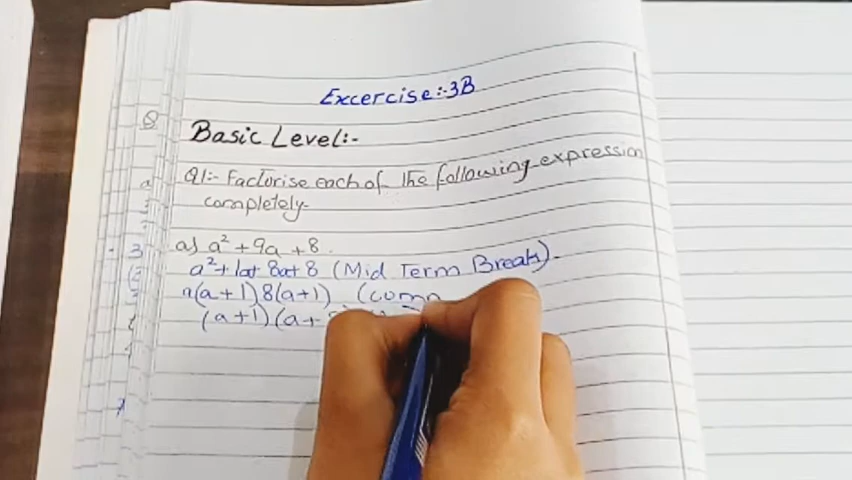 Excercise:-3B
Basic Level:-
Q1:- Factorise each of the following expression
completely.
a) a² + 9a + 8.
a² + 1a + 8a + 8 (Mid Term Break).
a(a + 1) 8(a + 1) (comn
(a + 1) (a +